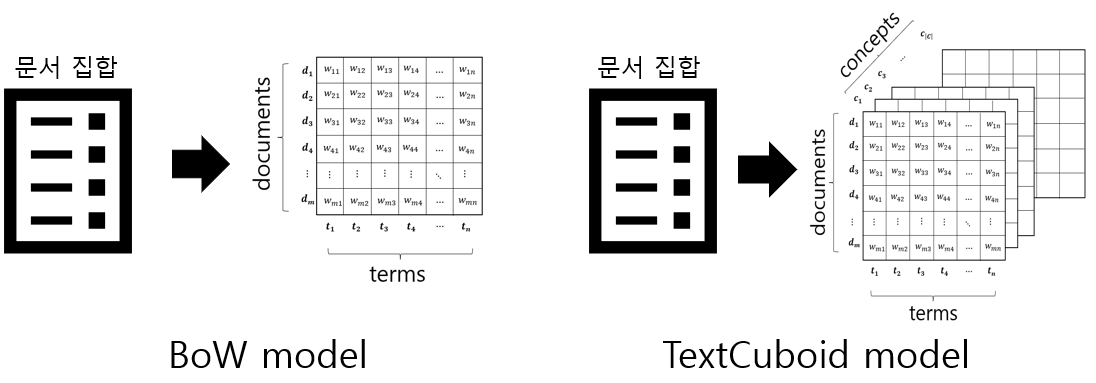 문서 집합
documents
d1 w11 w12 w13 w14 ... w1n
d2 w21 w22 w23 w24 ... w2n
d3 w31 w32 w33 w34 ... w3n
d4 w41 w42 w43 w44 ... w4n
⋮ ⋮ ⋮ ⋮ ⋮ ⋱ ⋮
dm wm1 wm2 wm3 wm4 ... wmn
t1 t2 t3 t4 ... tn
terms
BoW model
문서 집합
concepts
c1 c2 c3 ... c|c|
documents
d1 w11 w12 w13 w14 ... w1n
d2 w21 w22 w23 w24 ... w2n
d3 w31 w32 w33 w34 ... w3n
d4 w41 w42 w43 w44 ... w4n
⋮ ⋮ ⋮ ⋮ ⋮ ⋱ ⋮
dm wm1 wm2 wm3 wm4 ... wmn
t1 t2 t3 t4 ... tn
terms
TextCuboid model